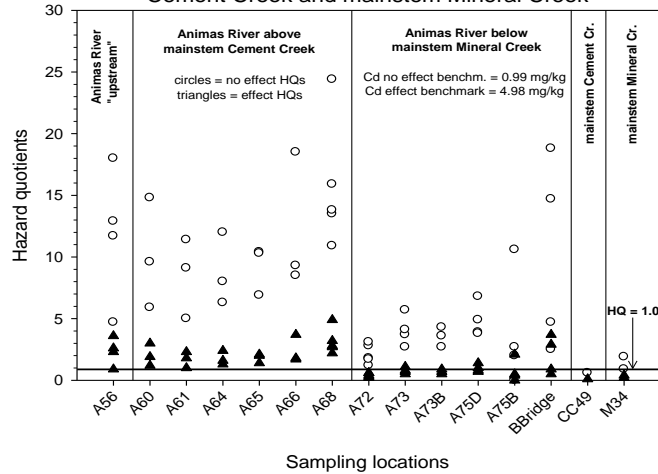 Cement Creek and mainstem Mineral Creek
Animas River
"upstream"
Animas River above
mainstem Cement Creek
circles = no effect HQs
triangles = effect HQs
Animas River below
mainstem Mineral Creek
Cd no effect benchm. = 0.99 mg/kg
Cd effect benchmark = 4.98 mg/kg
mainstem Cement Cr.
mainstem Mineral Cr.
HQ = 1.0
Hazard quotients
30
25
20
15
10
5
0
A56
A60
A61
A64
A65
A66
A68
A72
A73
A73B
A75D
A75B
BBridge
CC49
M34
Sampling locations